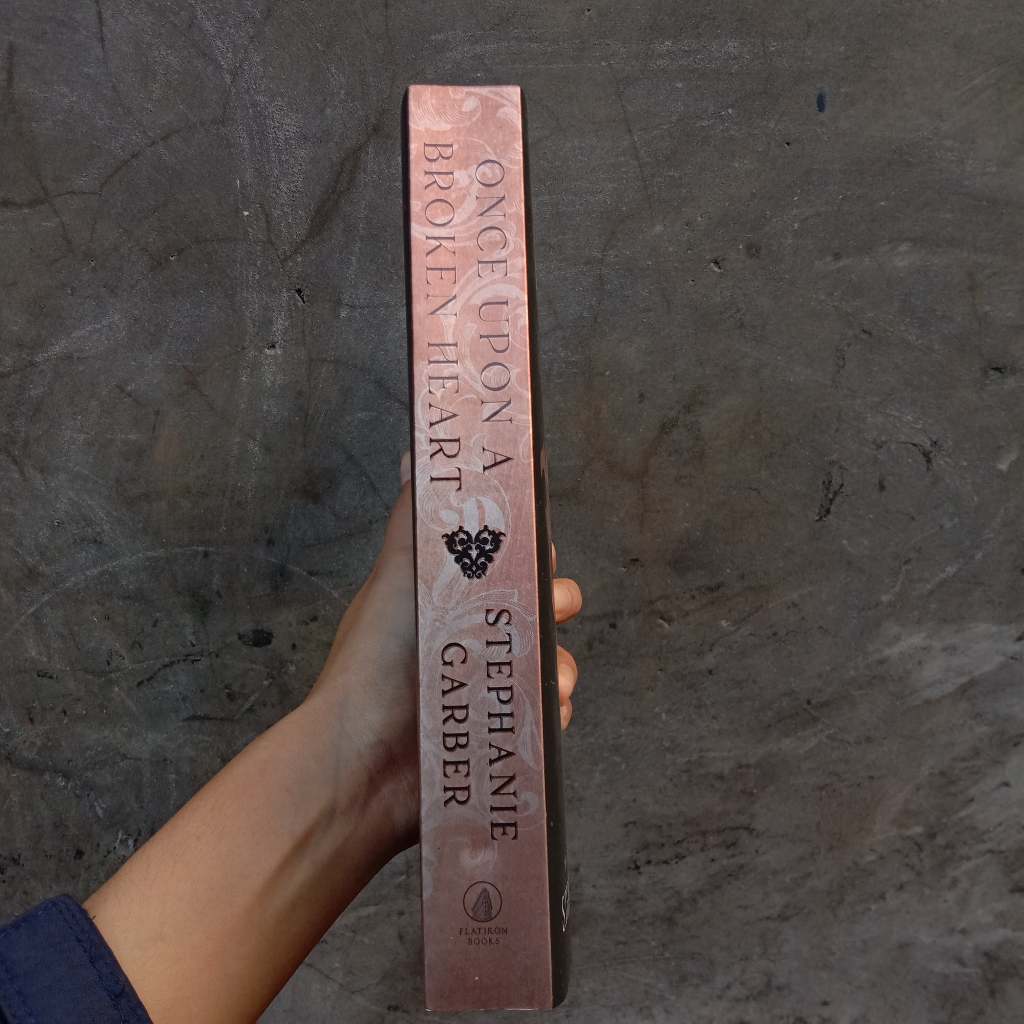 ONCE UPON A
BROKEN HEART
STEPHANIE
GARBER
FLATIRON
BOOKS